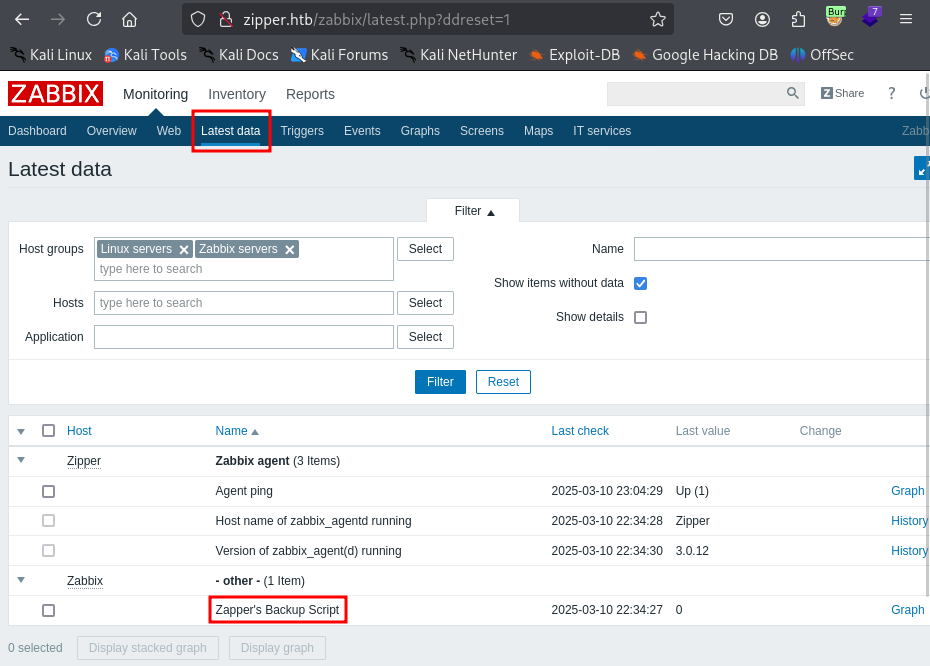 zipper.htb/zabbix/latest.php?ddreset=1
Burp
7
Kali Linux Kali Tools Kali Docs Kali Forums Kali NetHunter Exploit-DB Google Hacking DB OffSec
ZABBIX Monitoring Inventory Reports Z Share ?
Dashboard Overview Web Latest data Triggers Events Graphs Screens Maps IT services Zabb
Latest data
Filter ▲
Host groups Linux servers × Zabbix servers × Select Name
type here to search
Show items without data
Hosts type here to search Select
Show details
Application Select
Filter Reset
Host Name Last check Last value Change
Zipper Zabbix agent (3 Items)
Agent ping 2025-03-10 23:04:29 Up (1) Graph
Host name of zabbix_agentd running 2025-03-10 22:34:28 Zipper History
Version of zabbix_agent(d) running 2025-03-10 22:34:30 3.0.12 History
Zabbix - other - (1 Item)
Zapper's Backup Script 2025-03-10 22:34:27 0 Graph
0 selected Display stacked graph Display graph